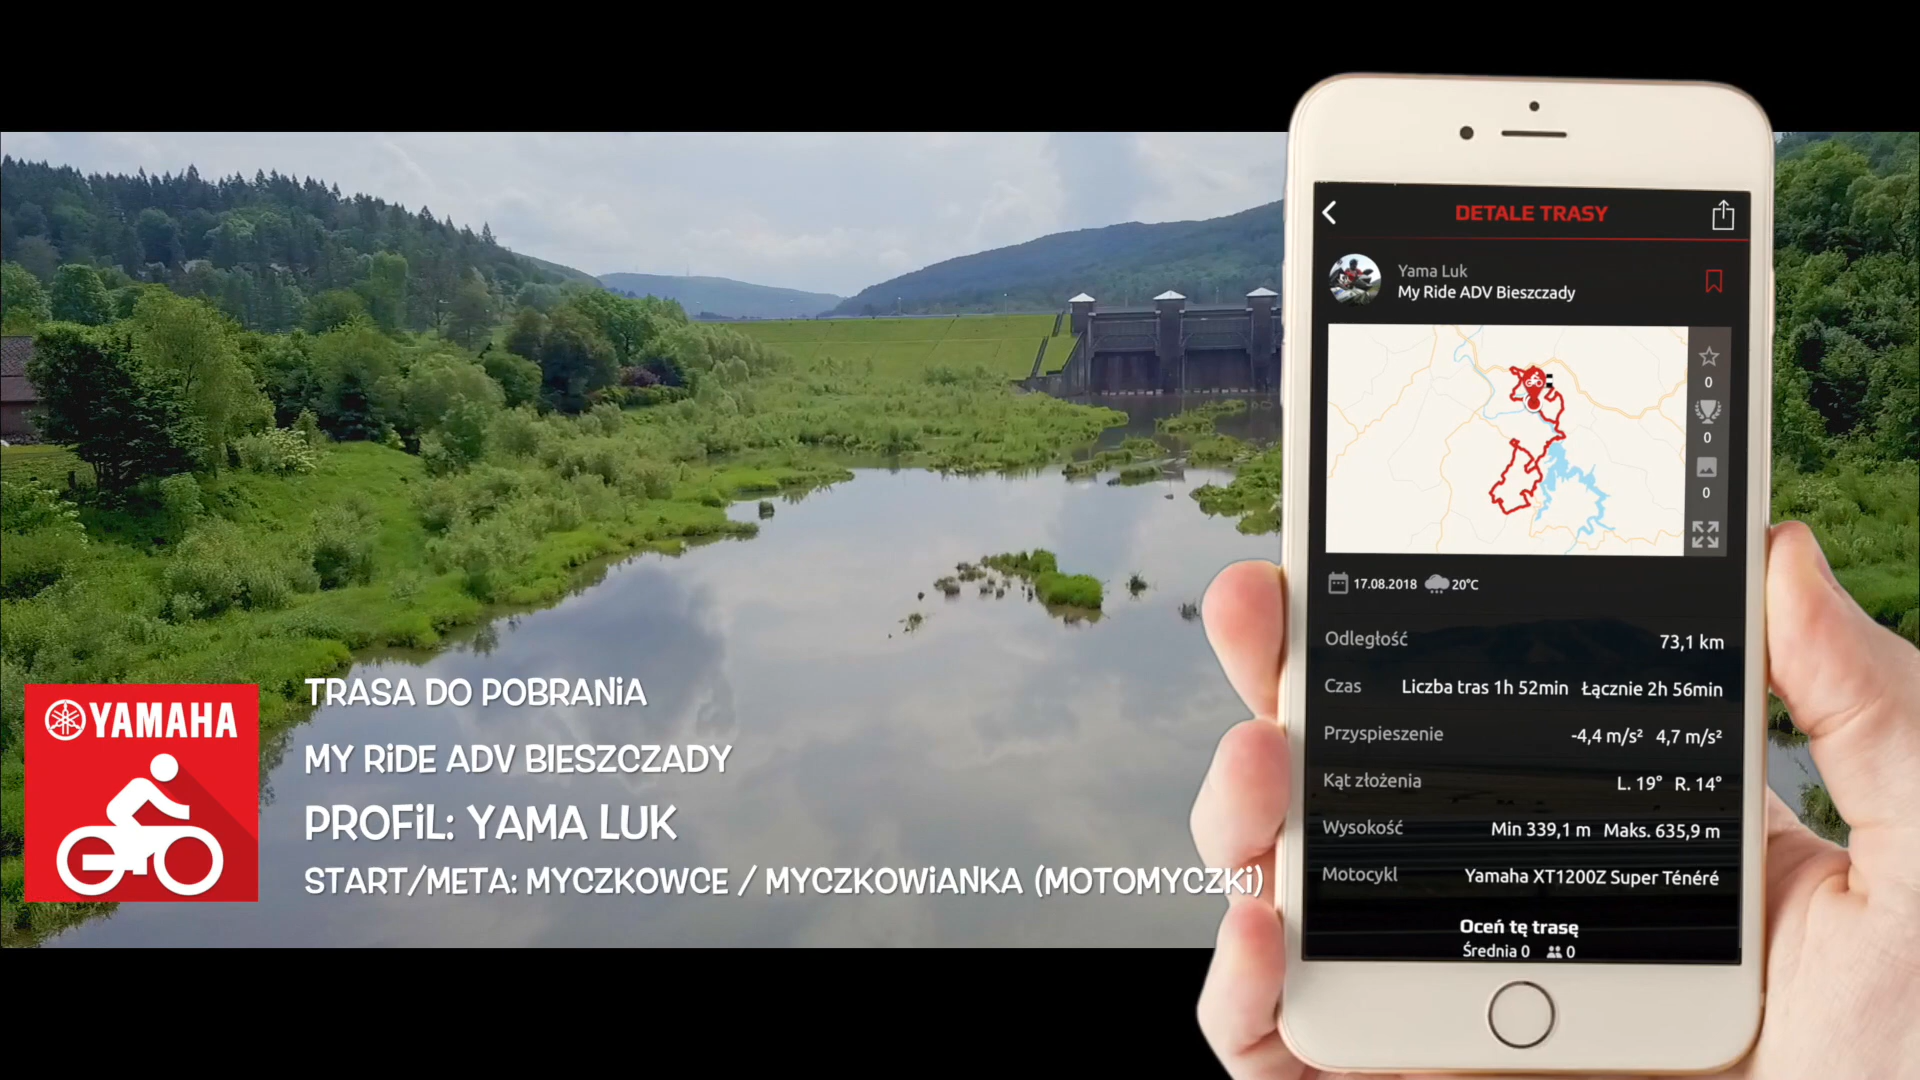 YAMAHA
TRASA DO POBRANiA
MY RiDE ADV BIESZCZADY
PROFiL: YAMA LUK
START/META: MYCZKOWCE / MYCZKOWiANKA (MOTOMYCZKi)
DETALE TRASY
Yama Luk
My Ride ADV Bieszczady
0
0
0
17.08.2018 20°C
Odległość 73,1 km
Czas Liczba tras 1h 52min Łącznie 2h 56min
Przyspieszenie -4,4 m/s² 4,7 m/s²
Kąt złożenia L. 19° R. 14°
Wysokość Min 339,1 m Maks. 635,9 m
Motocykl Yamaha XT1200Z Super Ténéré
Oceń tę trasę
Średnia 0 0